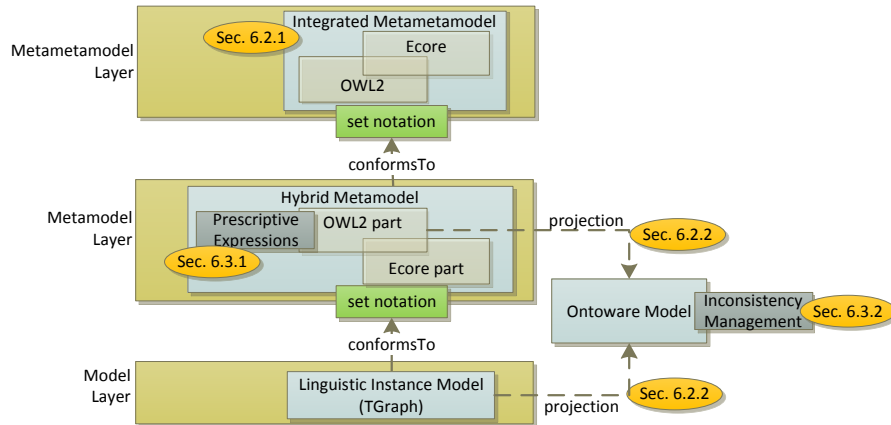 Integrated Metametamodel
Sec. 6.2.1
Ecore
Metametamodel
Layer
OWL2
set notation
conformsTo
Hybrid Metamodel
Prescriptive
Expressions
OWL2 part
projection
Metamodel
Layer
Sec. 6.2.2
Sec. 6.3.1
Ecore part
set notation
Ontoware Model
Inconsistency
Management
Sec. 6.3.2
conformsTo
Model
Layer
Linguistic Instance Model
(TGraph)
projection
Sec. 6.2.2